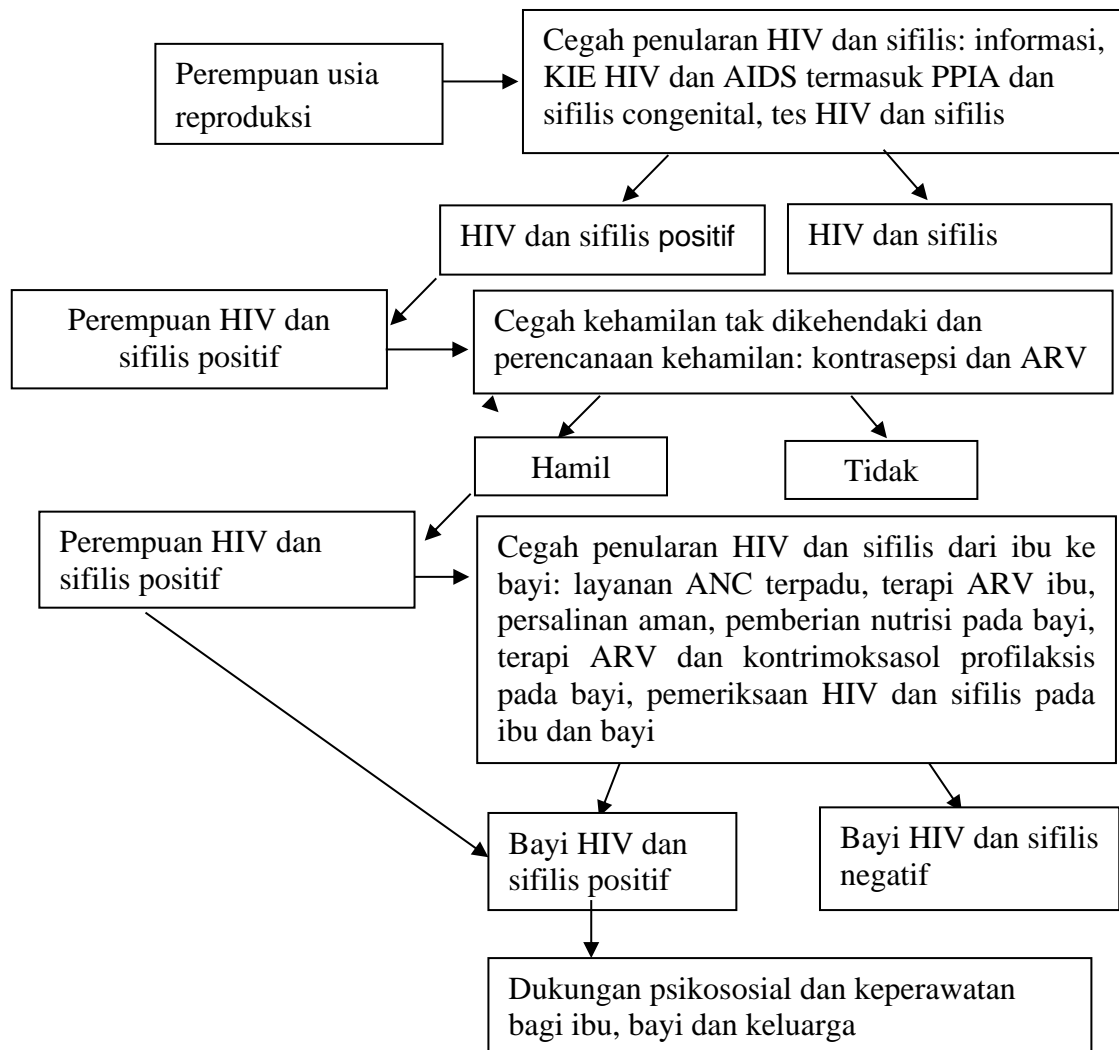 Perempuan usia
reproduksi
Cegah penularan HIV dan sifilis: informasi,
KIE HIV dan AIDS termasuk PPIA dan
sifilis congenital, tes HIV dan sifilis
HIV dan sifilis positif
HIV dan sifilis
Perempuan HIV dan
sifilis positif
Cegah kehamilan tak dikehendaki dan
perencanaan kehamilan: kontrasepsi dan ARV
Hamil
Tidak
Perempuan HIV dan
sifilis positif
Cegah penularan HIV dan sifilis dari ibu ke
bayi: layanan ANC terpadu, terapi ARV ibu,
persalinan aman, pemberian nutrisi pada bayi,
terapi ARV dan kontrimoksasol profilaksis
pada bayi, pemeriksaan HIV dan sifilis pada
ibu dan bayi
Bayi HIV dan
sifilis positif
Bayi HIV dan sifilis
negatif
Dukungan psikososial dan keperawatan
bagi ibu, bayi dan keluarga